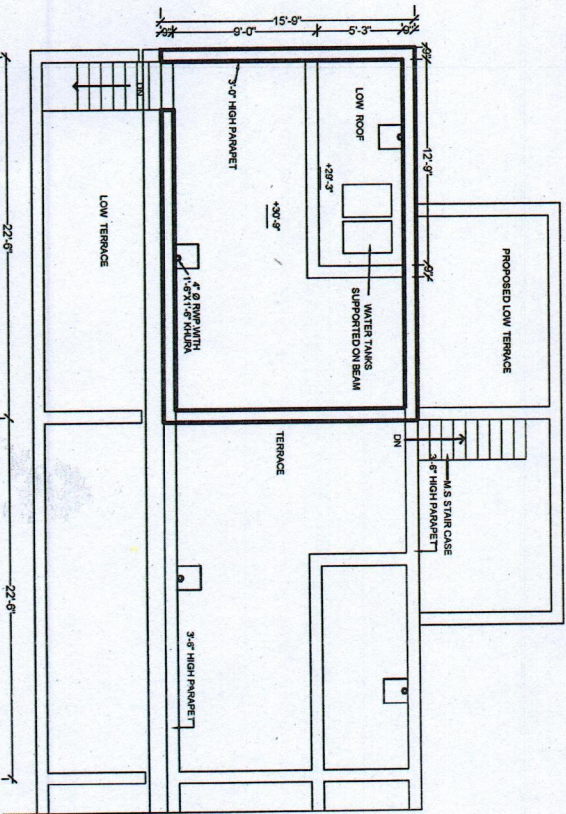 15'-9"
9"
9'-0"
5'-3"
9"
9"
12'-9"
9"
DN
3'-0" HIGH PARAPET
LOW ROOF
+29'-3"
+30'-9"
WATER TANKS
SUPPORTED ON BEAM
PROPOSED LOW TERRACE
LOW TERRACE
4" Ø RWP WITH
1'-6"X1'-6" KHURA
22'-6"
TERRACE
DN
M.S STAIR CASE
3'-6" HIGH PARAPET
3'-6" HIGH PARAPET
22'-6"